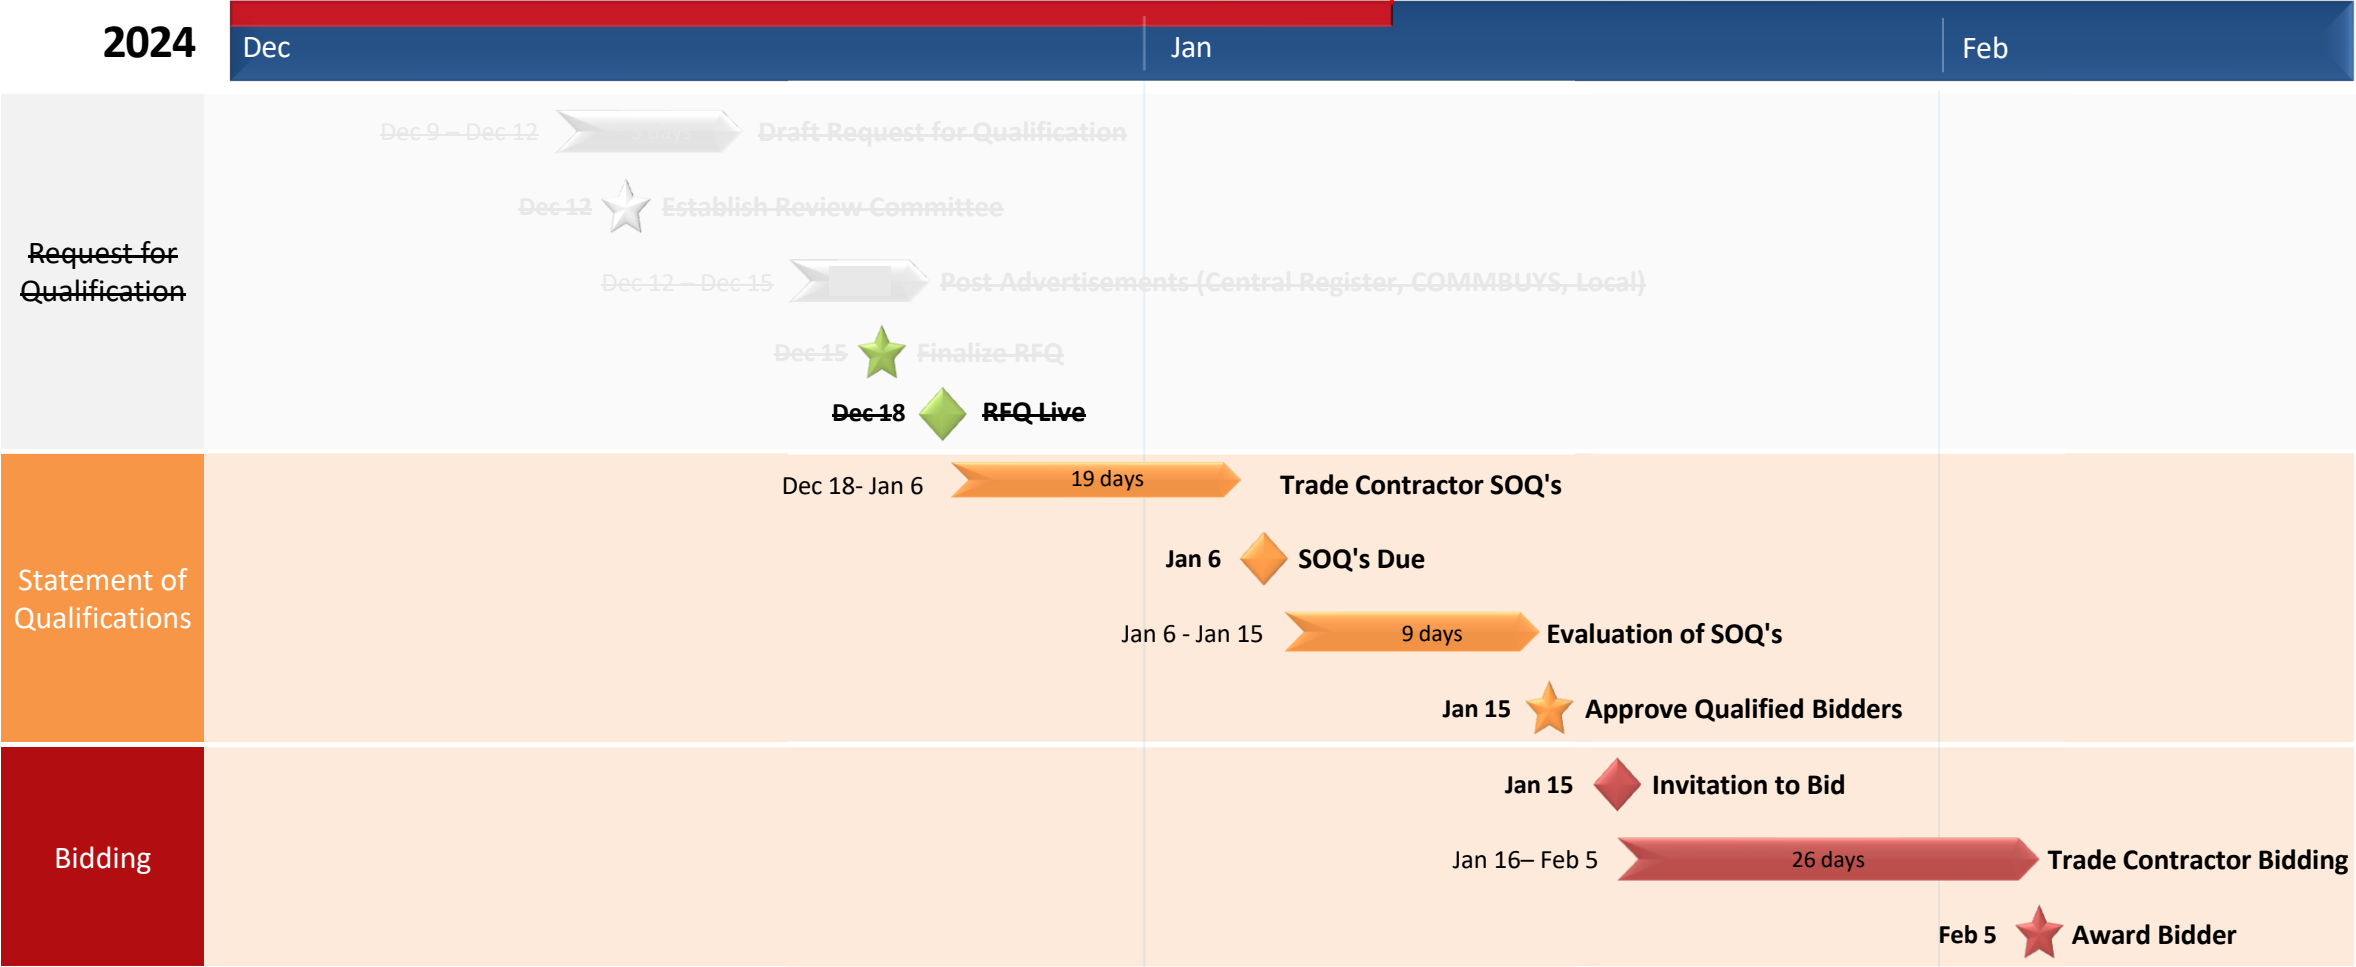 2024
Dec
Jan
Feb
Request for
Qualification
Dec 9 – Dec 12
days
Draft Request for Qualification
Dec 12
Establish Review Committee
Dec 12 – Dec 15
Post Advertisements (Central Register, COMMBUYS, Local)
Dec 15
Finalize RFQ
Dec 18
RFQ Live
Statement of
Qualifications
Dec 18- Jan 6
19 days
Trade Contractor SOQ's
Jan 6
SOQ's Due
Jan 6 - Jan 15
9 days
Evaluation of SOQ's
Jan 15
Approve Qualified Bidders
Bidding
Jan 15
Invitation to Bid
Jan 16– Feb 5
26 days
Trade Contractor Bidding
Feb 5
Award Bidder